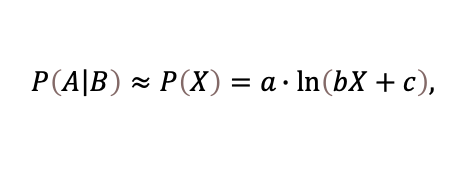 P(A|B) ≈ P(X) = a · ln(bX + c),